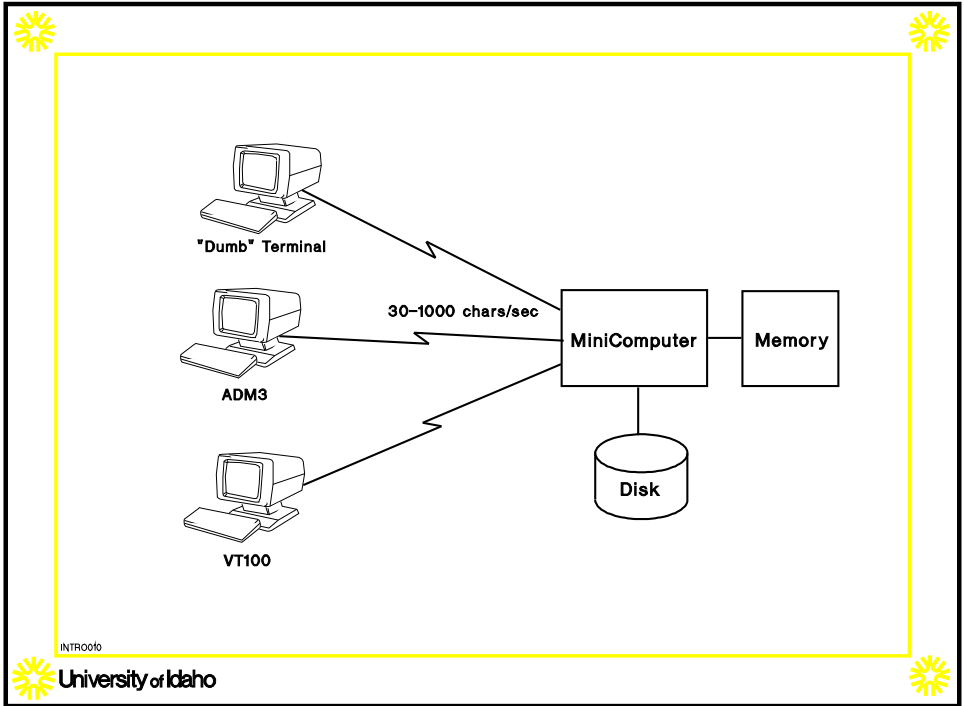 "Dumb" Terminal
30-1000 chars/sec
MiniComputer
Memory
ADM3
Disk
VT100
INTRO010
University of Idaho